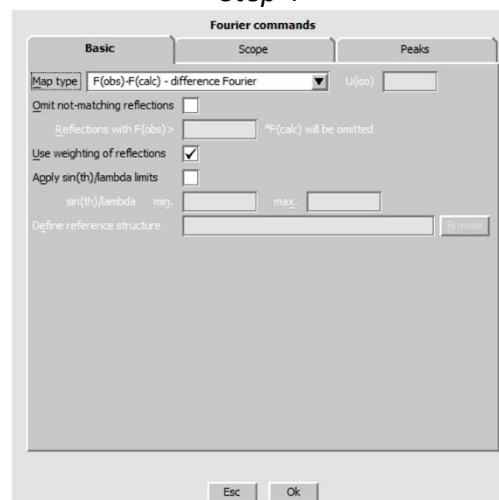 Fourier commands
Basic Scope Peaks
Map type F(obs)-F(calc) - difference Fourier U(iso)
Omit not-matching reflections
Reflections with F(obs)> *F(calc) will be omitted
Use weighting of reflections
Apply sin(th)/lambda limits
sin(th)/lambda min. max.
Define reference structure Browse
Esc Ok